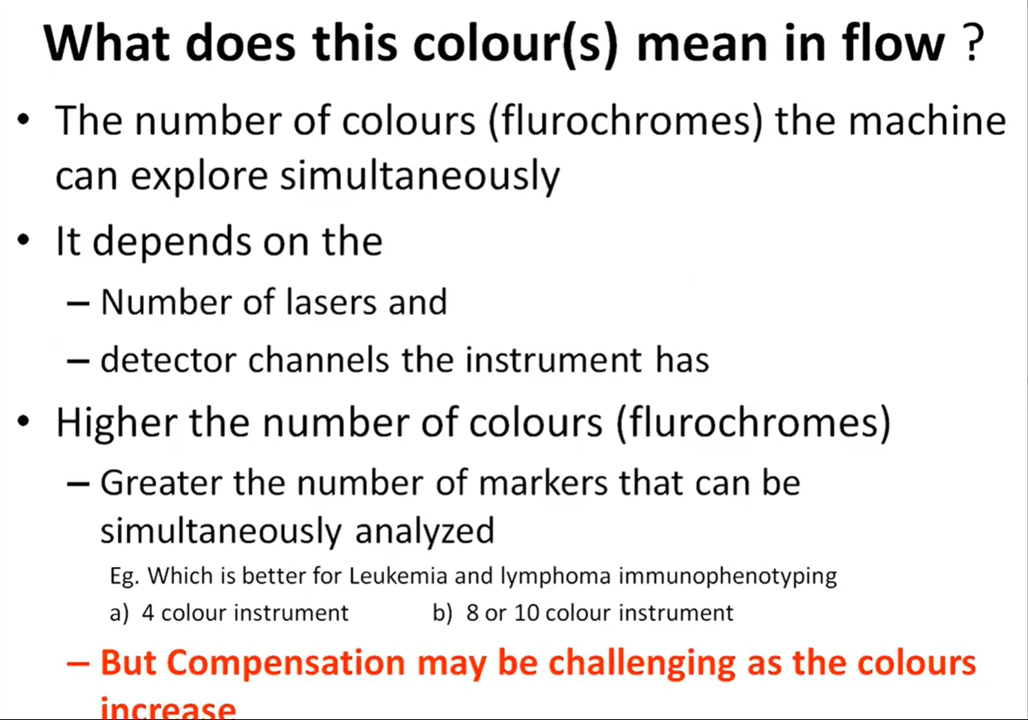 What does this colour(s) mean in flow ?
• The number of colours (flurochromes) the machine
can explore simultaneously
• It depends on the
– Number of lasers and
– detector channels the instrument has
• Higher the number of colours (flurochromes)
– Greater the number of markers that can be
simultaneously analyzed
Eg. Which is better for Leukemia and lymphoma immunophenotyping
a) 4 colour instrument b) 8 or 10 colour instrument
– But Compensation may be challenging as the colours
increase